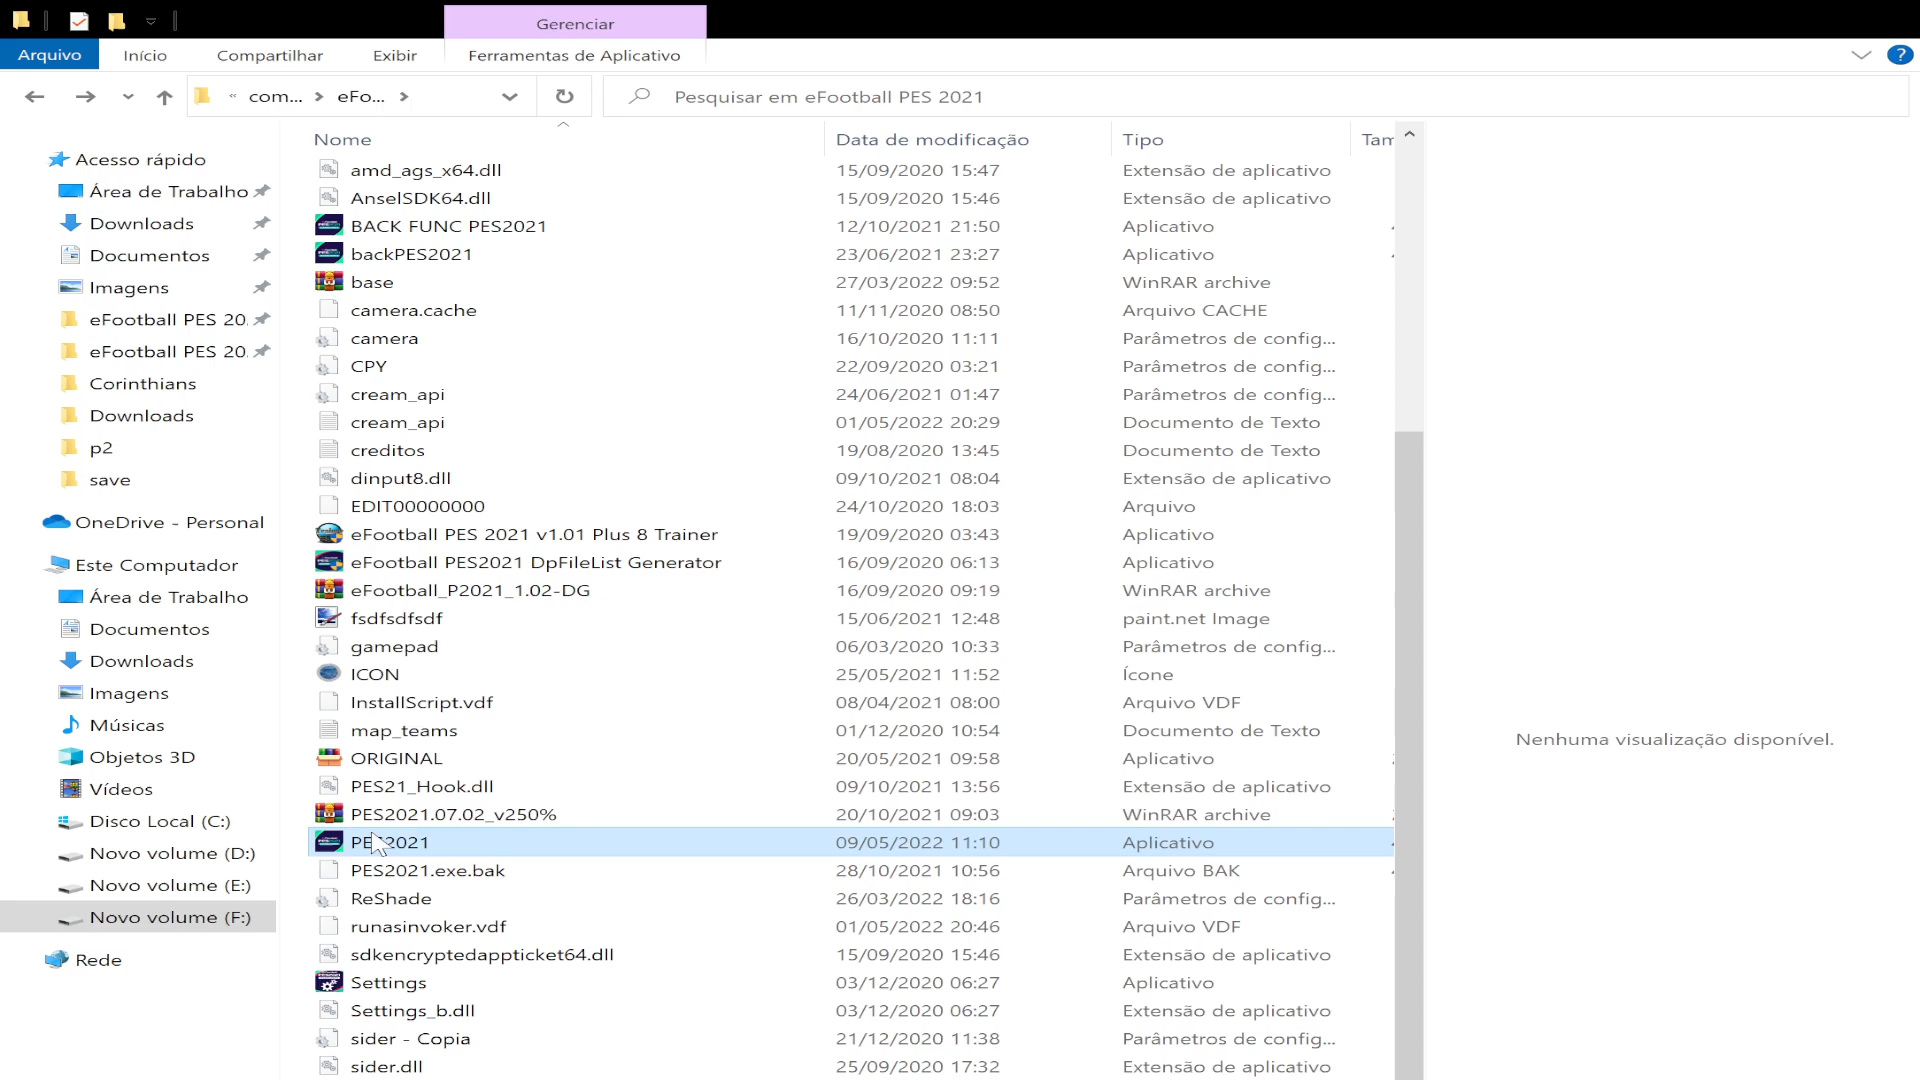 Gerenciar
Arquivo Início Compartilhar Exibir Ferramentas de Aplicativo ?
« com... > eFo... > Pesquisar em eFootball PES 2021
Nome Data de modificação Tipo Tam
Acesso rápido
Área de Trabalho
Downloads
Documentos
Imagens
eFootball PES 20
eFootball PES 20
Corinthians
Downloads
p2
save
OneDrive - Personal
Este Computador
Área de Trabalho
Documentos
Downloads
Imagens
Músicas
Objetos 3D
Vídeos
Disco Local (C:)
Novo volume (D:)
Novo volume (E:)
Novo volume (F:)
Rede
amd_ags_x64.dll 15/09/2020 15:47 Extensão de aplicativo
AnselSDK64.dll 15/09/2020 15:46 Extensão de aplicativo
BACK FUNC PES2021 12/10/2021 21:50 Aplicativo
backPES2021 23/06/2021 23:27 Aplicativo
base 27/03/2022 09:52 WinRAR archive
camera.cache 11/11/2020 08:50 Arquivo CACHE
camera 16/10/2020 11:11 Parâmetros de config...
CPY 22/09/2020 03:21 Parâmetros de config...
cream_api 24/06/2021 01:47 Parâmetros de config...
cream_api 01/05/2022 20:29 Documento de Texto
creditos 19/08/2020 13:45 Documento de Texto
dinput8.dll 09/10/2021 08:04 Extensão de aplicativo
EDIT00000000 24/10/2020 18:03 Arquivo
eFootball PES 2021 v1.01 Plus 8 Trainer 19/09/2020 03:43 Aplicativo
eFootball PES2021 DpFileList Generator 16/09/2020 06:13 Aplicativo
eFootball_P2021_1.02-DG 16/09/2020 09:19 WinRAR archive
fsdfsdfsdf 15/06/2021 12:48 paint.net Image
gamepad 06/03/2020 10:33 Parâmetros de config...
ICON 25/05/2021 11:52 Ícone
InstallScript.vdf 08/04/2021 08:00 Arquivo VDF
map_teams 01/12/2020 10:54 Documento de Texto
ORIGINAL 20/05/2021 09:58 Aplicativo
PES21_Hook.dll 09/10/2021 13:56 Extensão de aplicativo
PES2021.07.02_v250% 20/10/2021 09:03 WinRAR archive
PES2021 09/05/2022 11:10 Aplicativo
PES2021.exe.bak 28/10/2021 10:56 Arquivo BAK
ReShade 26/03/2022 18:16 Parâmetros de config...
runasinvoker.vdf 01/05/2022 20:46 Arquivo VDF
sdkencryptedappticket64.dll 15/09/2020 15:46 Extensão de aplicativo
Settings 03/12/2020 06:27 Aplicativo
Settings_b.dll 03/12/2020 06:27 Extensão de aplicativo
sider - Copia 21/12/2020 11:38 Parâmetros de config...
sider.dll 25/09/2020 17:32 Extensão de aplicativo
Nenhuma visualização disponível.